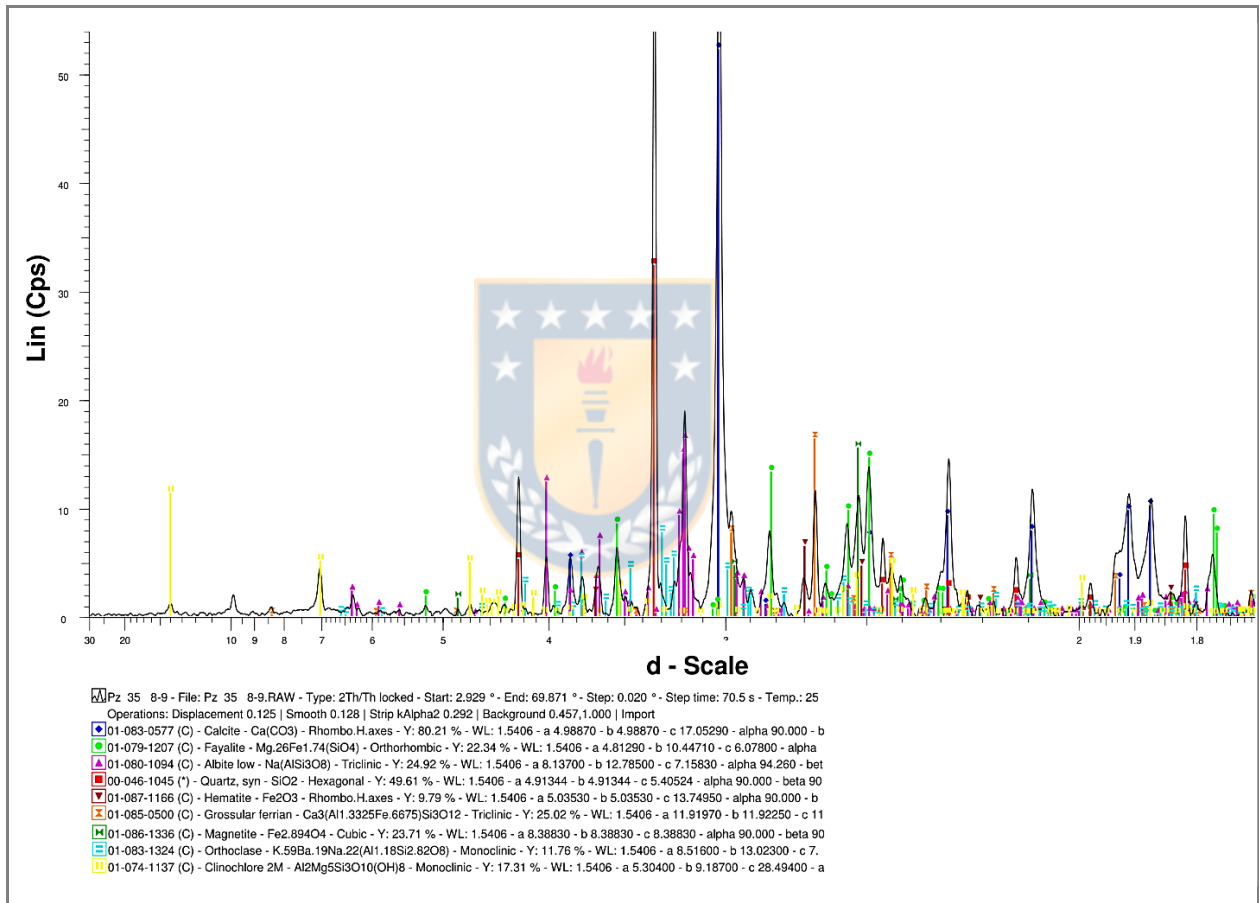 Lin (Cps)
50
40
30
20
10
0
30 20 10 9 8 7 6 5 4 2 1.9 1.8
d - Scale
Pz 35 8-9 - File: Pz 35 8-9.RAW - Type: 2Th/Th locked - Start: 2.929 ° - End: 69.871 ° - Step: 0.020 ° - Step time: 70.5 s - Temp.: 25
Operations: Displacement 0.125 | Smooth 0.128 | Strip kAlpha2 0.292 | Background 0.457,1.000 | Import
01-083-0577 (C) - Calcite - Ca(CO3) - Rhombo.H.axes - Y: 80.21 % - WL: 1.5406 - a 4.98870 - b 4.98870 - c 17.05290 - alpha 90.000 - b
01-079-1207 (C) - Fayalite - Mg.26Fe1.74(SiO4) - Orthorhombic - Y: 22.34 % - WL: 1.5406 - a 4.81290 - b 10.44710 - c 6.07800 - alpha
01-080-1094 (C) - Albite low - Na(AlSi3O8) - Triclinic - Y: 24.92 % - WL: 1.5406 - a 8.13700 - b 12.78500 - c 7.15830 - alpha 94.260 - bet
00-046-1045 (*) - Quartz, syn - SiO2 - Hexagonal - Y: 49.61 % - WL: 1.5406 - a 4.91344 - b 4.91344 - c 5.40524 - alpha 90.000 - beta 90
01-087-1166 (C) - Hematite - Fe2O3 - Rhombo.H.axes - Y: 9.79 % - WL: 1.5406 - a 5.03530 - b 5.03530 - c 13.74950 - alpha 90.000 - b
01-085-0500 (C) - Grossular ferrian - Ca3(Al1.3325Fe.6675)Si3O12 - Triclinic - Y: 25.02 % - WL: 1.5406 - a 11.91970 - b 11.92250 - c 11
01-086-1336 (C) - Magnetite - Fe2.894O4 - Cubic - Y: 23.71 % - WL: 1.5406 - a 8.38830 - b 8.38830 - c 8.38830 - alpha 90.000 - beta 90
01-083-1324 (C) - Orthoclase - K.59Ba.19Na.22(Al1.18Si2.82O8) - Monoclinic - Y: 11.76 % - WL: 1.5406 - a 8.51600 - b 13.02300 - c 7.
01-074-1137 (C) - Clinochlore 2M - Al2Mg5Si3O10(OH)8 - Monoclinic - Y: 17.31 % - WL: 1.5406 - a 5.30400 - b 9.18700 - c 28.49400 - a